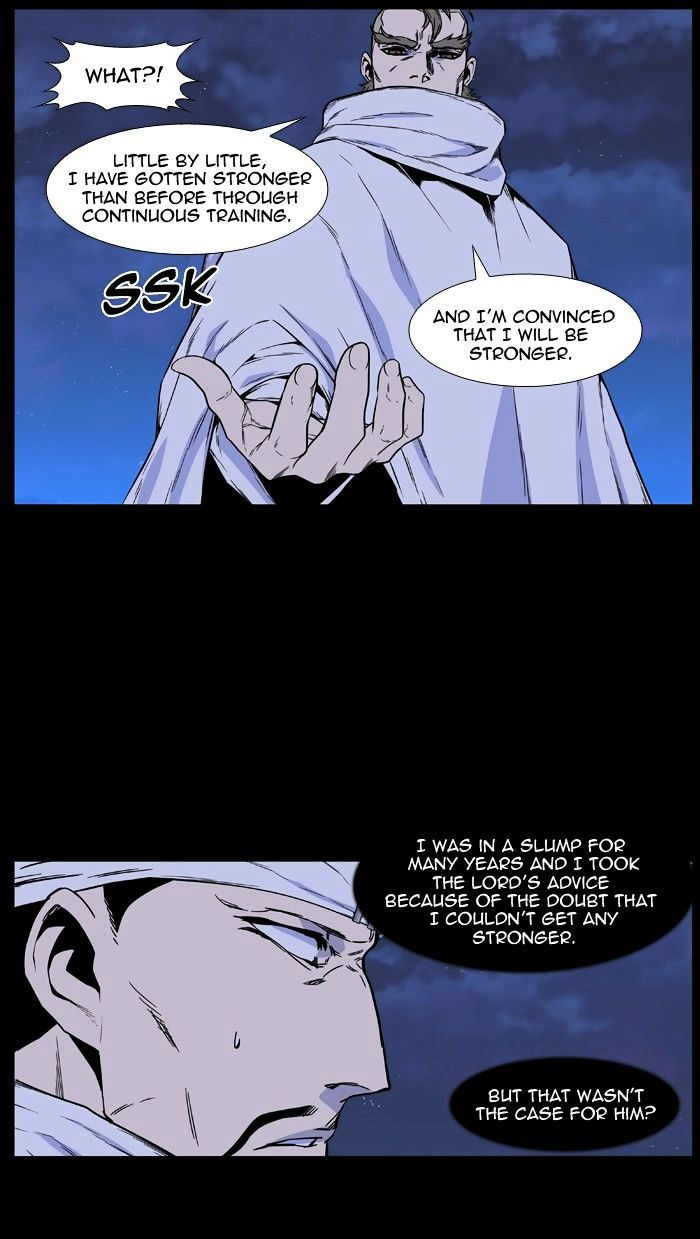 WHAT?!
LITTLE BY LITTLE,
I HAVE GOTTEN STRONGER
THAN BEFORE THROUGH
CONTINUOUS TRAINING.
SSK
AND I'M CONVINCED
THAT I WILL BE
STRONGER.
I WAS IN A SLUMP FOR
MANY YEARS AND I TOOK
THE LORD'S ADVICE
BECAUSE OF THE DOUBT THAT
I COULDN'T GET ANY
STRONGER.
BUT THAT WASN'T
THE CASE FOR HIM?